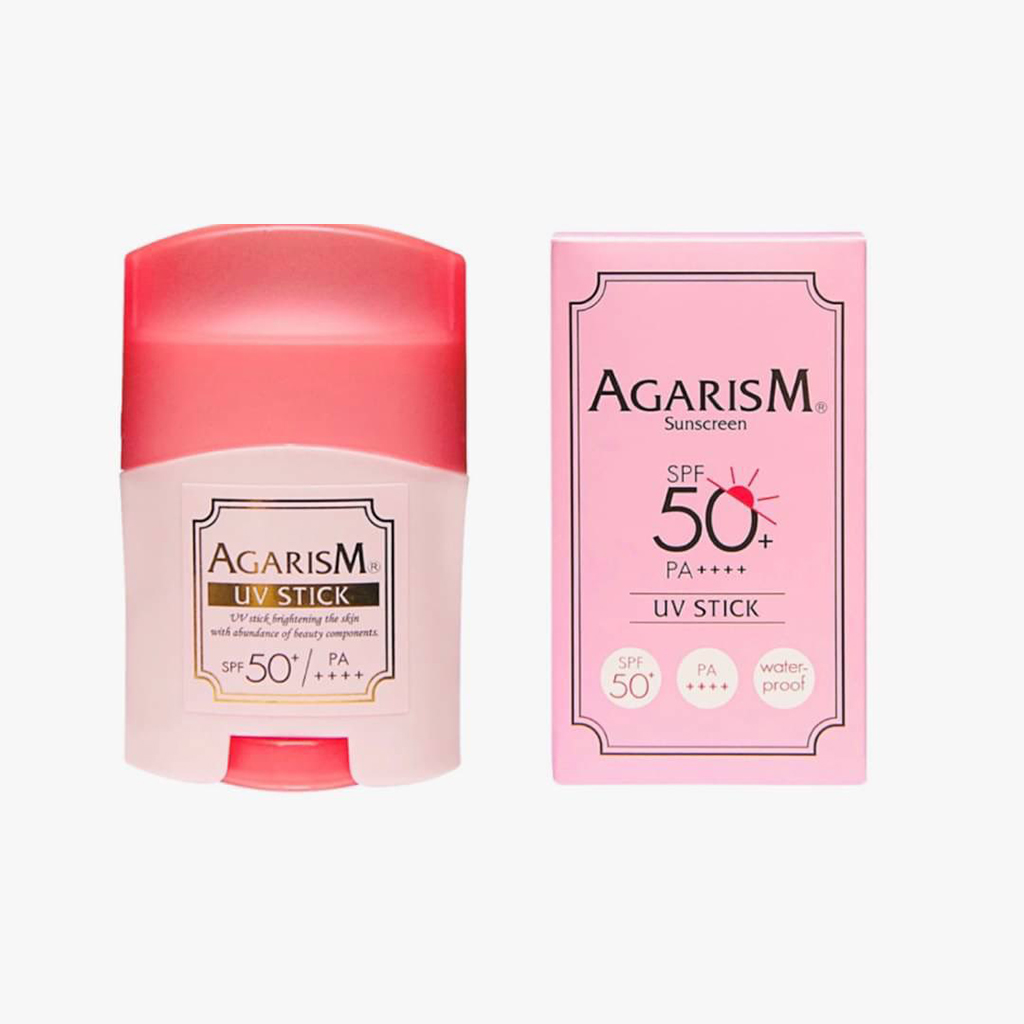 AGARISM®
UV STICK
UV stick brightening the skin
with abundance of beauty components.
SPF 50+/ PA ++++
AGARISM®
Sunscreen
SPF
50+
PA++++
UV STICK
SPF 50+
PA ++++
water-proof